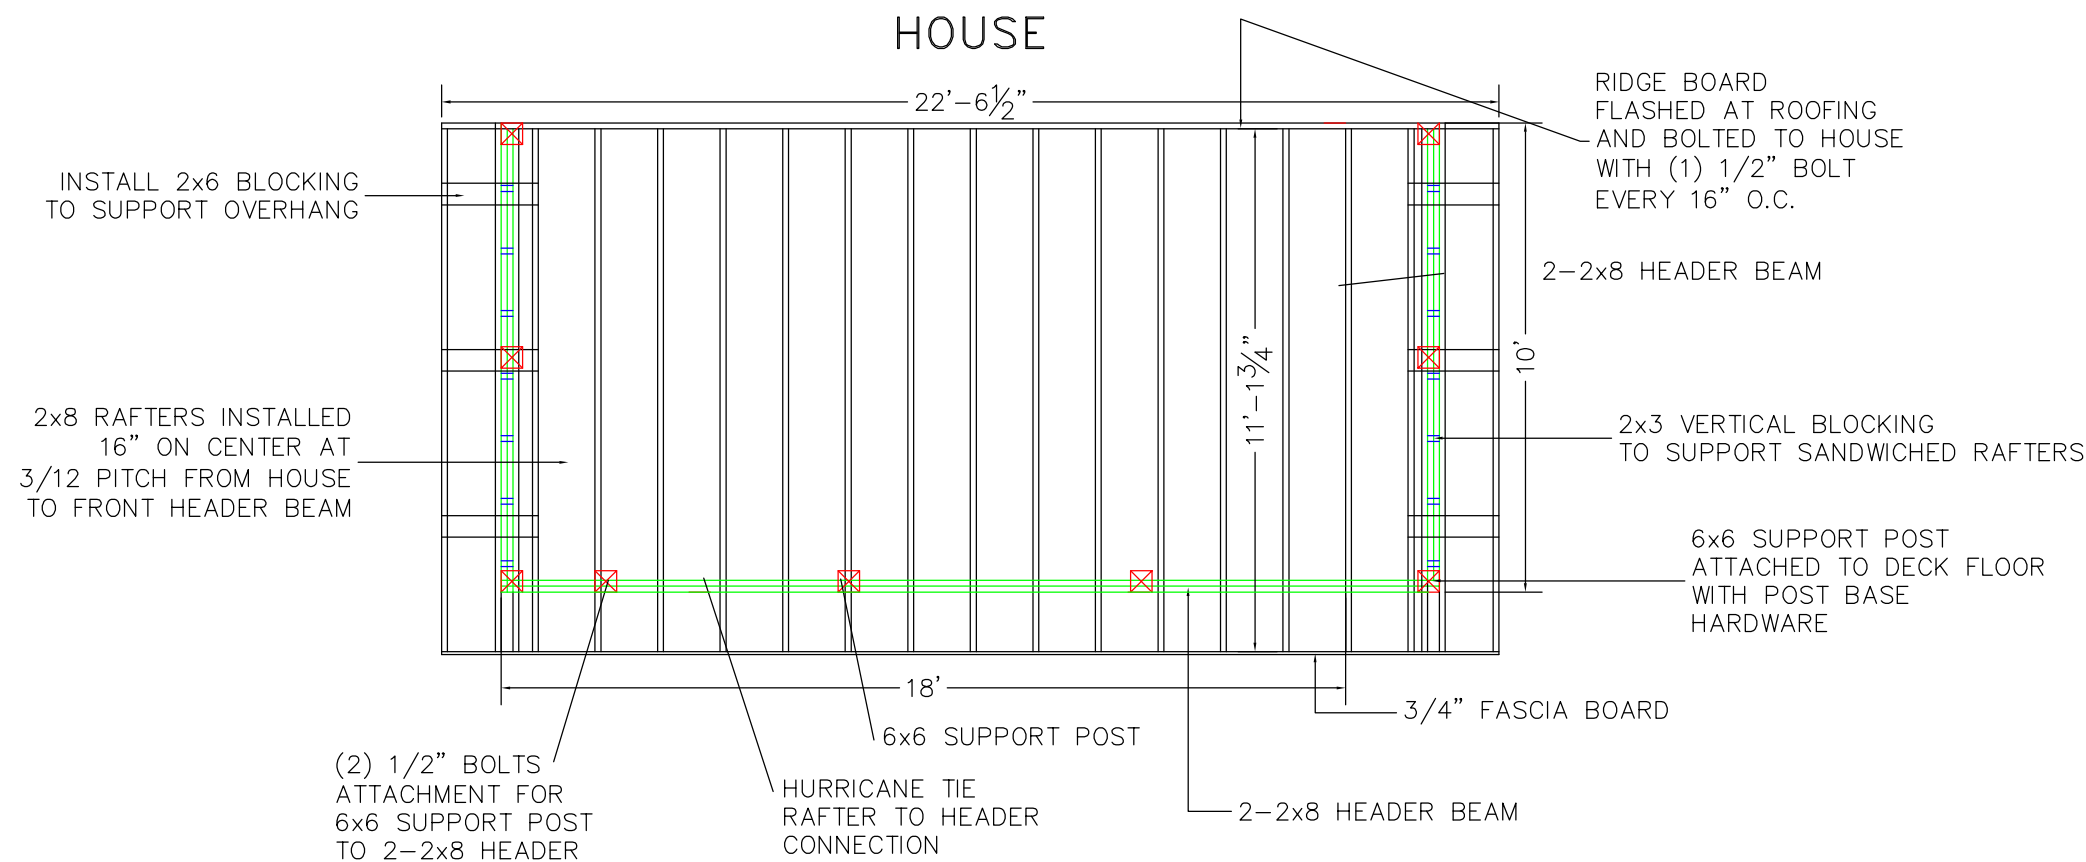 HOUSE
22'-6½"
RIDGE BOARD
FLASHED AT ROOFING
AND BOLTED TO HOUSE
WITH (1) 1/2" BOLT
EVERY 16" O.C.
INSTALL 2x6 BLOCKING
TO SUPPORT OVERHANG
2-2x8 HEADER BEAM
11'-1¾"
10'
2x8 RAFTERS INSTALLED
16" ON CENTER AT
3/12 PITCH FROM HOUSE
TO FRONT HEADER BEAM
2x3 VERTICAL BLOCKING
TO SUPPORT SANDWICHED RAFTERS
6x6 SUPPORT POST
ATTACHED TO DECK FLOOR
WITH POST BASE
HARDWARE
18'
3/4" FASCIA BOARD
6x6 SUPPORT POST
(2) 1/2" BOLTS
ATTACHMENT FOR
6x6 SUPPORT POST
TO 2-2x8 HEADER
HURRICANE TIE
RAFTER TO HEADER
CONNECTION
2-2x8 HEADER BEAM